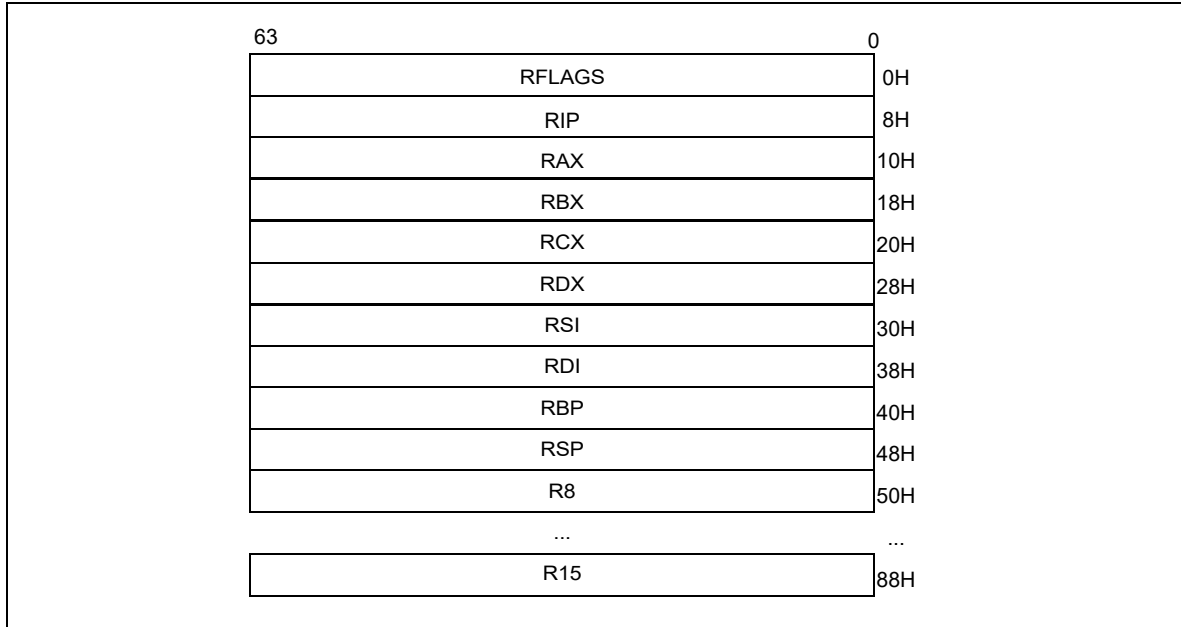 63 0
RFLAGS 0H
RIP 8H
RAX 10H
RBX 18H
RCX 20H
RDX 28H
RSI 30H
RDI 38H
RBP 40H
RSP 48H
R8 50H
... ...
R15 88H